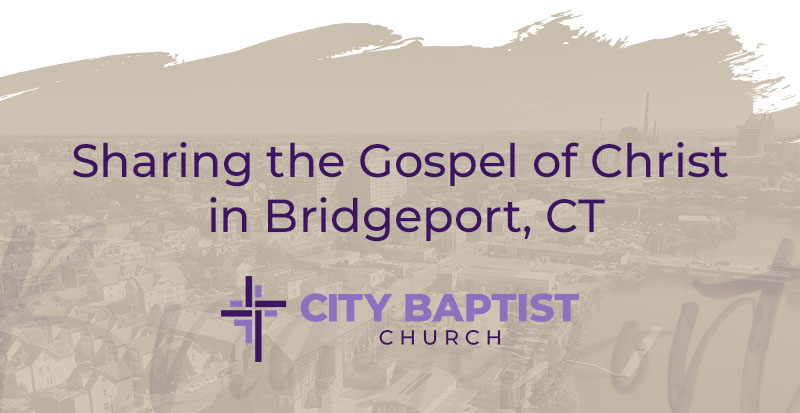 Sharing the Gospel of Christ
in Bridgeport, CT
CITY BAPTIST
CHURCH